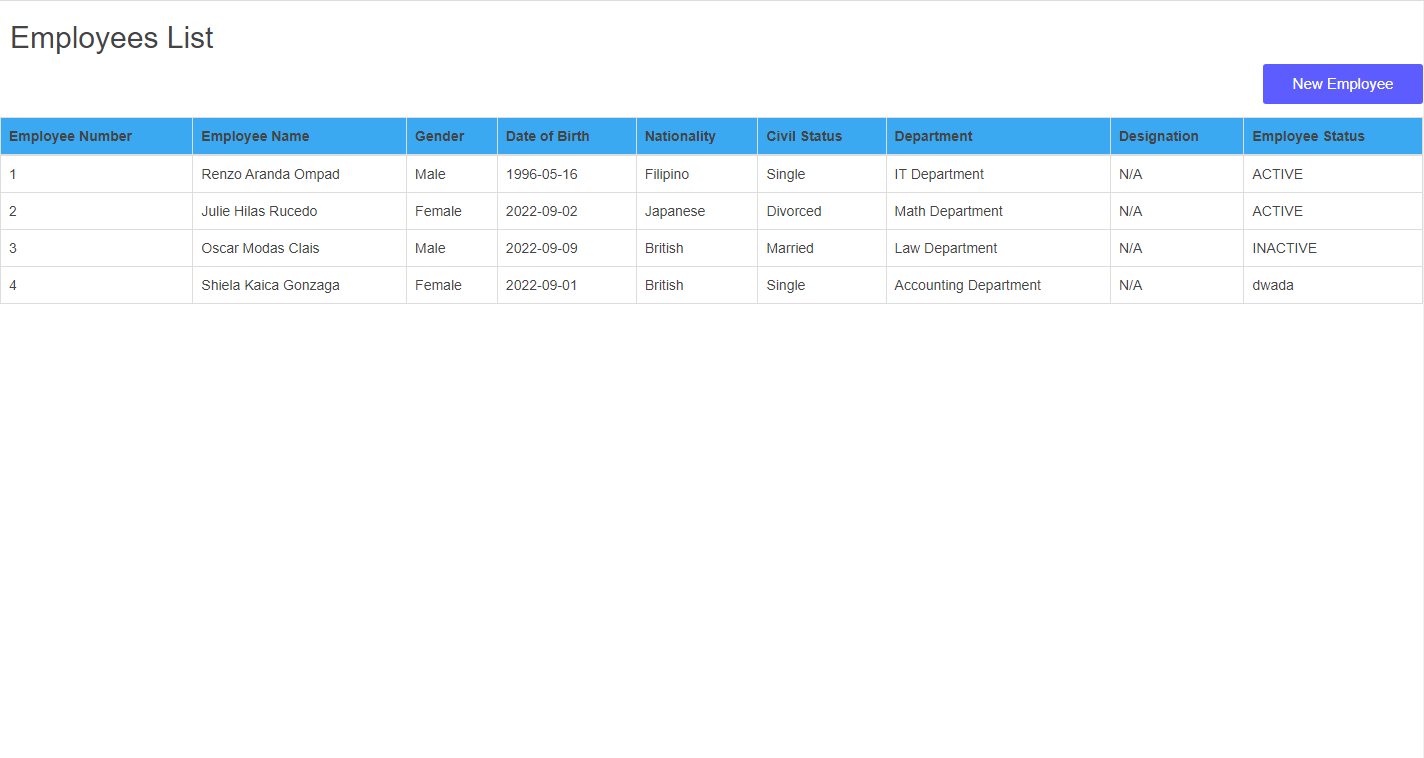 Employees List
New Employee
Employee Number Employee Name Gender Date of Birth Nationality Civil Status Department Designation Employee Status
1 Renzo Aranda Ompad Male 1996-05-16 Filipino Single IT Department N/A ACTIVE
2 Julie Hilas Rucedo Female 2022-09-02 Japanese Divorced Math Department N/A ACTIVE
3 Oscar Modas Clais Male 2022-09-09 British Married Law Department N/A INACTIVE
4 Shiela Kaica Gonzaga Female 2022-09-01 British Single Accounting Department N/A dwada